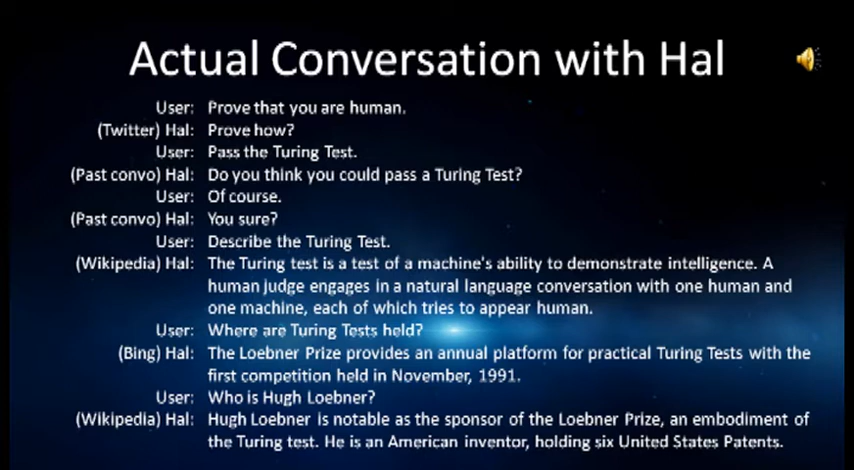 Actual Conversation with Hal
User: Prove that you are human.
(Twitter) Hal: Prove how?
User: Pass the Turing Test.
(Past convo) Hal: Do you think you could pass a Turing Test?
User: Of course.
(Past convo) Hal: You sure?
User: Describe the Turing Test.
(Wikipedia) Hal: The Turing test is a test of a machine's ability to demonstrate intelligence. A
human judge engages in a natural language conversation with one human and
one machine, each of which tries to appear human.
User: Where are Turing Tests held?
(Bing) Hal: The Loebner Prize provides an annual platform for practical Turing Tests with the
first competition held in November, 1991.
User: Who is Hugh Loebner?
(Wikipedia) Hal: Hugh Loebner is notable as the sponsor of the Loebner Prize, an embodiment of
the Turing test. He is an American inventor, holding six United States Patents.